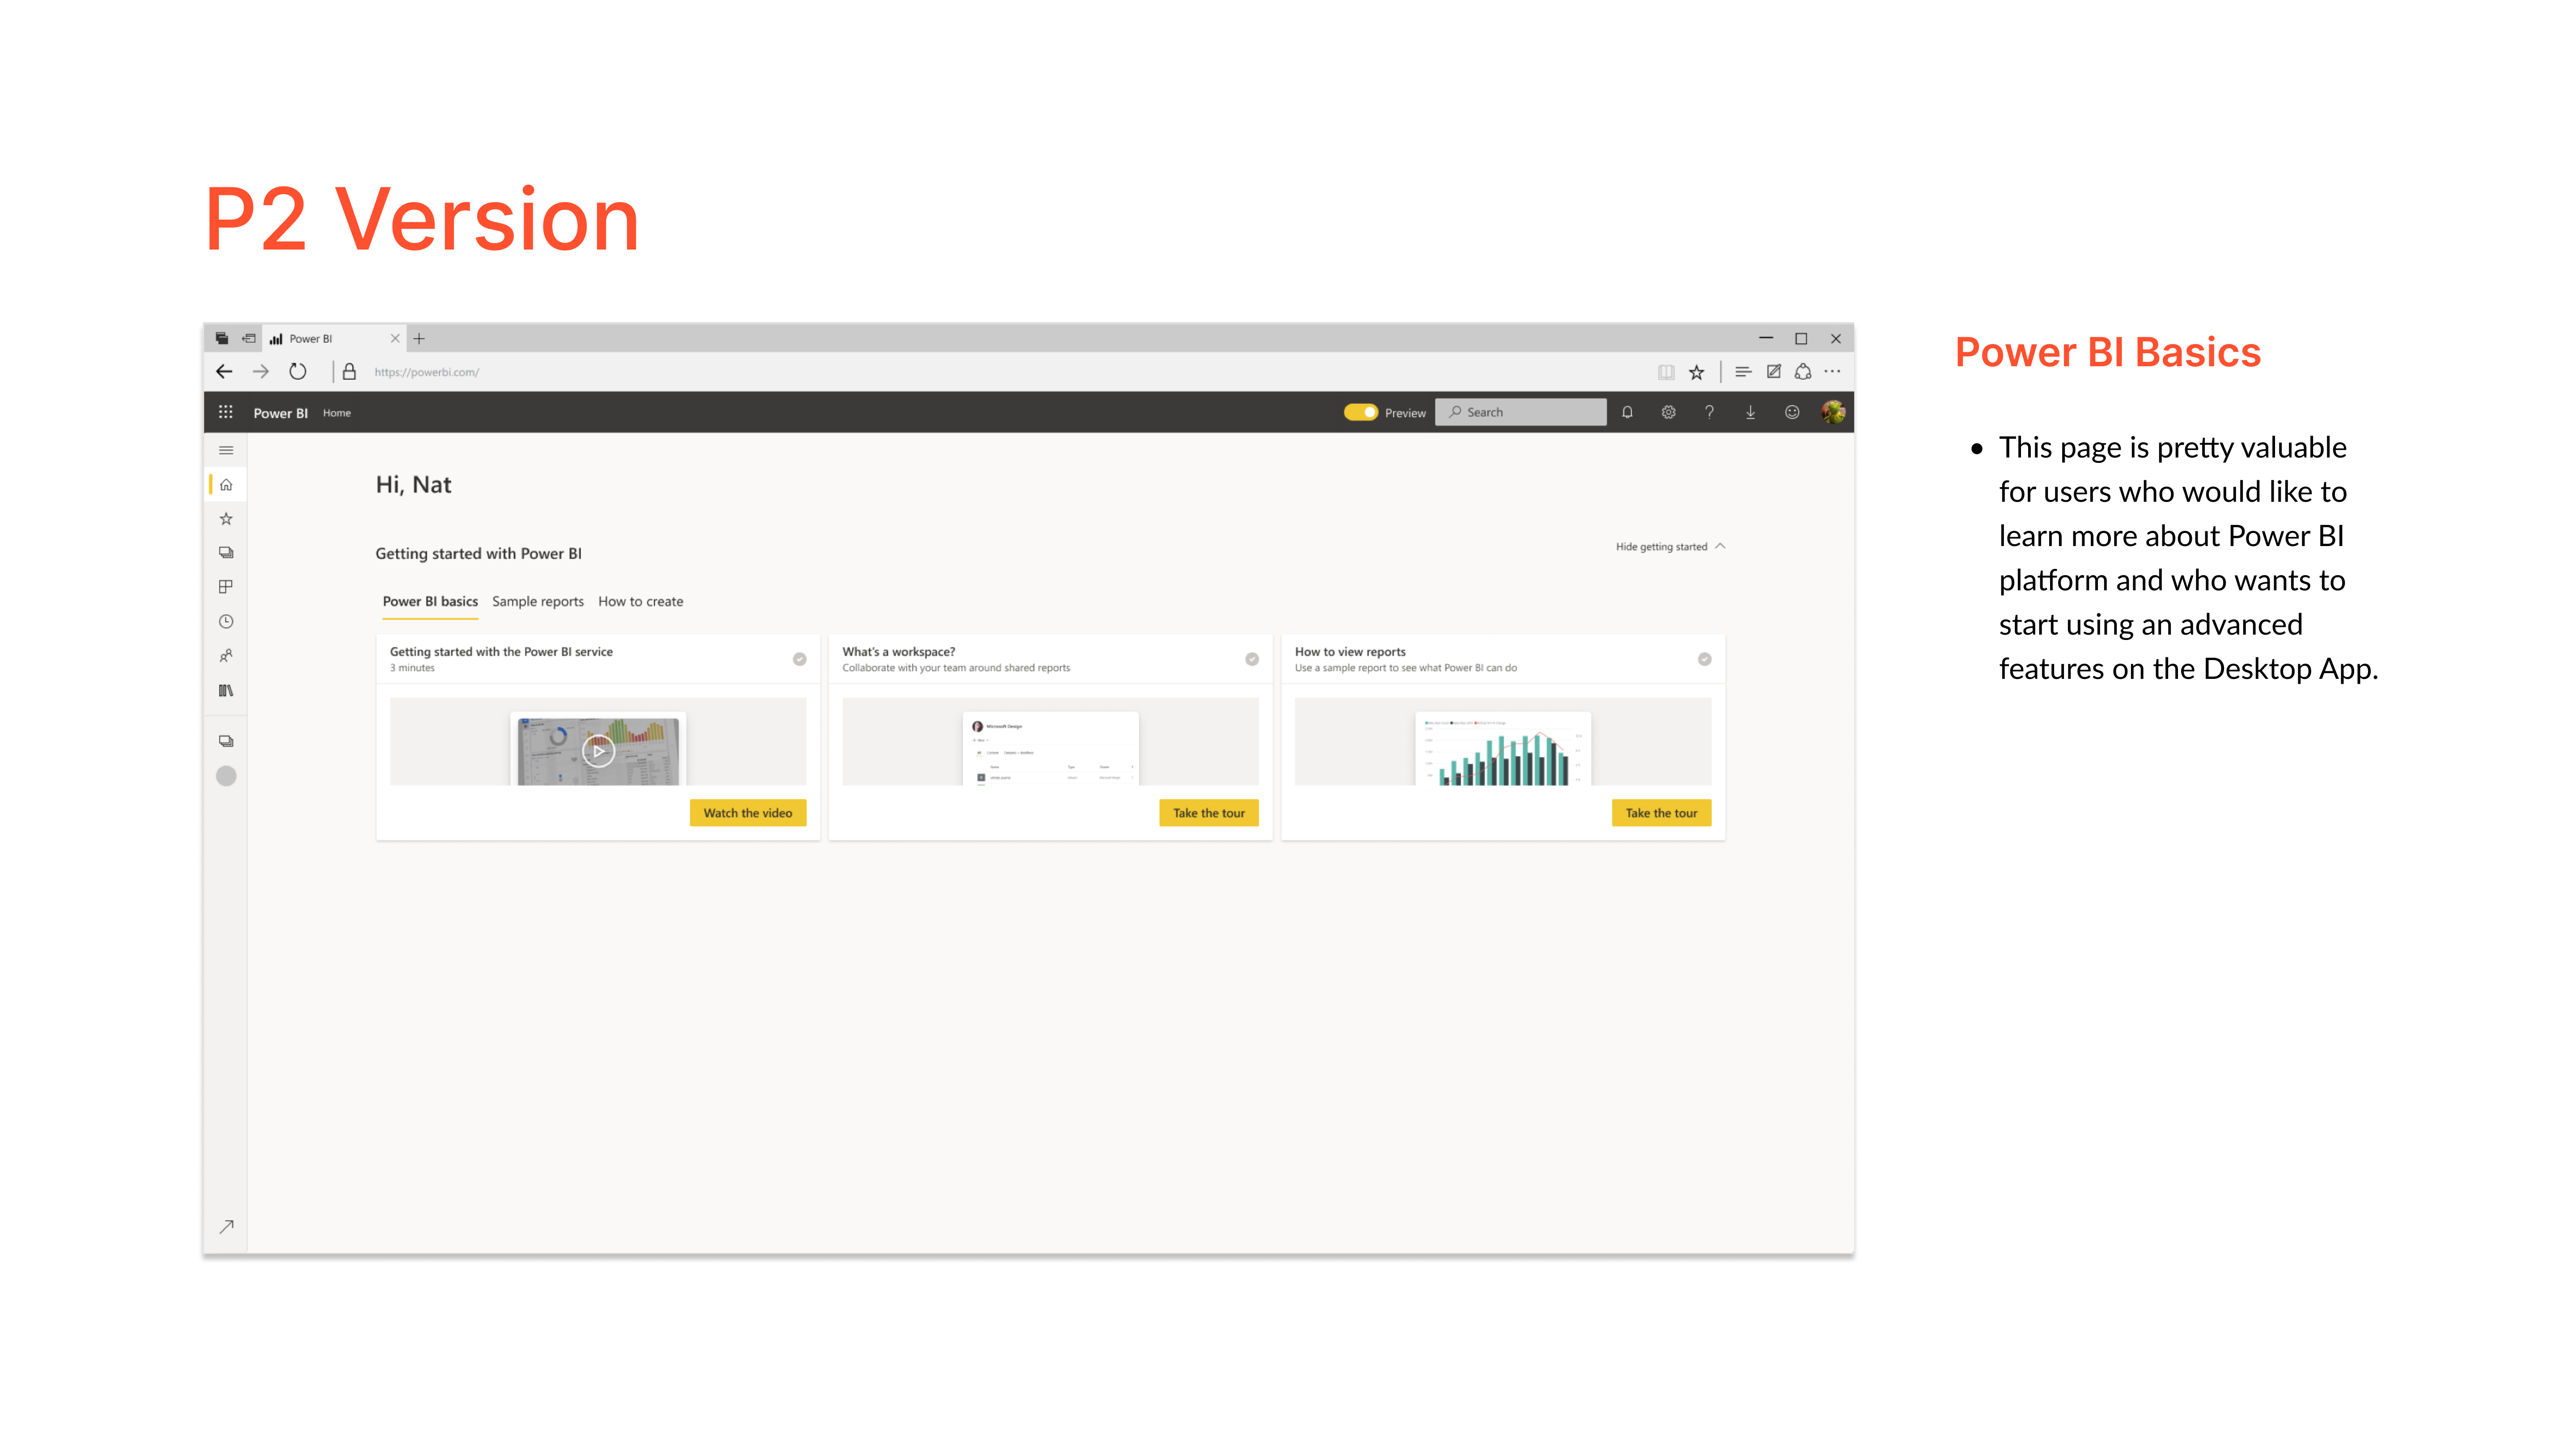 P2 Version
Power BI
https://powerbi.com/
Power BI Home
Preview
Search
Hi, Nat
Getting started with Power BI
Hide getting started
Power BI basics Sample reports How to create
Getting started with the Power BI service
3 minutes
Watch the video
What's a workspace?
Collaborate with your team around shared reports
Microsoft Design
Take the tour
How to view reports
Use a sample report to see what Power BI can do
Take the tour
Power BI Basics
This page is pretty valuable
for users who would like to
learn more about Power BI
platform and who wants to
start using an advanced
features on the Desktop App.